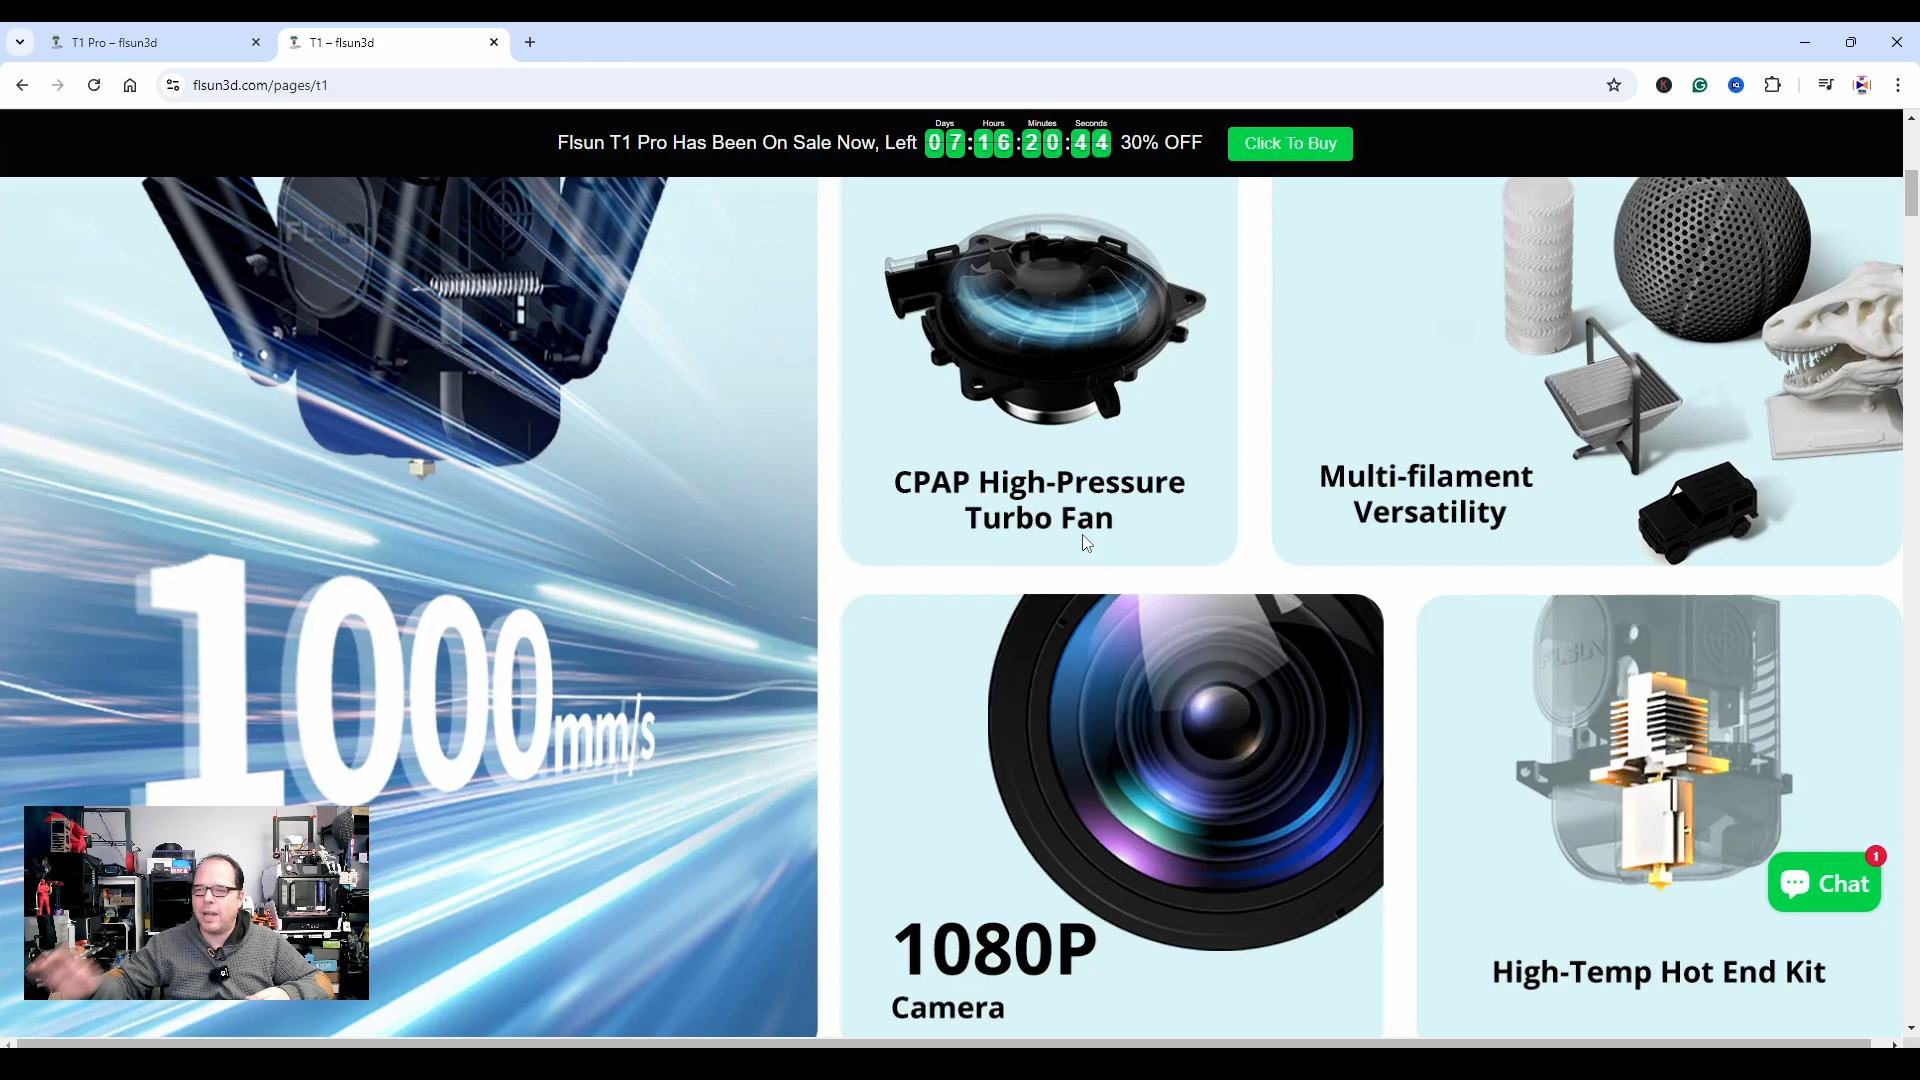 T1 Pro – flsun3d
T1 – flsun3d
flsun3d.com/pages/t1
Days Hours Minutes Seconds
Flsun T1 Pro Has Been On Sale Now, Left 07:16:20:44 30% OFF
Click To Buy
FLSUN
1000mm/s
CPAP High-Pressure
Turbo Fan
Multi-filament
Versatility
1080P
Camera
FLSUN
High-Temp Hot End Kit
1
Chat